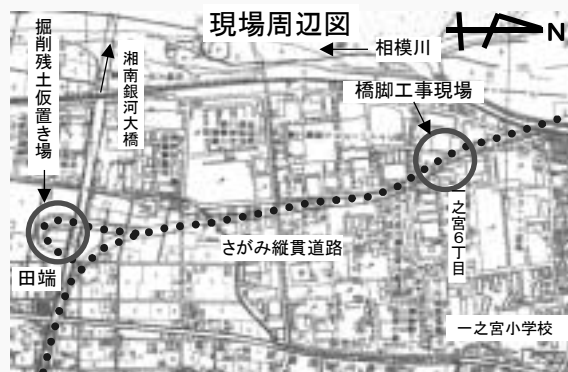 現場周辺図
N
相模川
掘削残土仮置き場
湘南銀河大橋
橋脚工事現場
一之宮6丁目
さがみ縦貫道路
田端
一之宮小学校